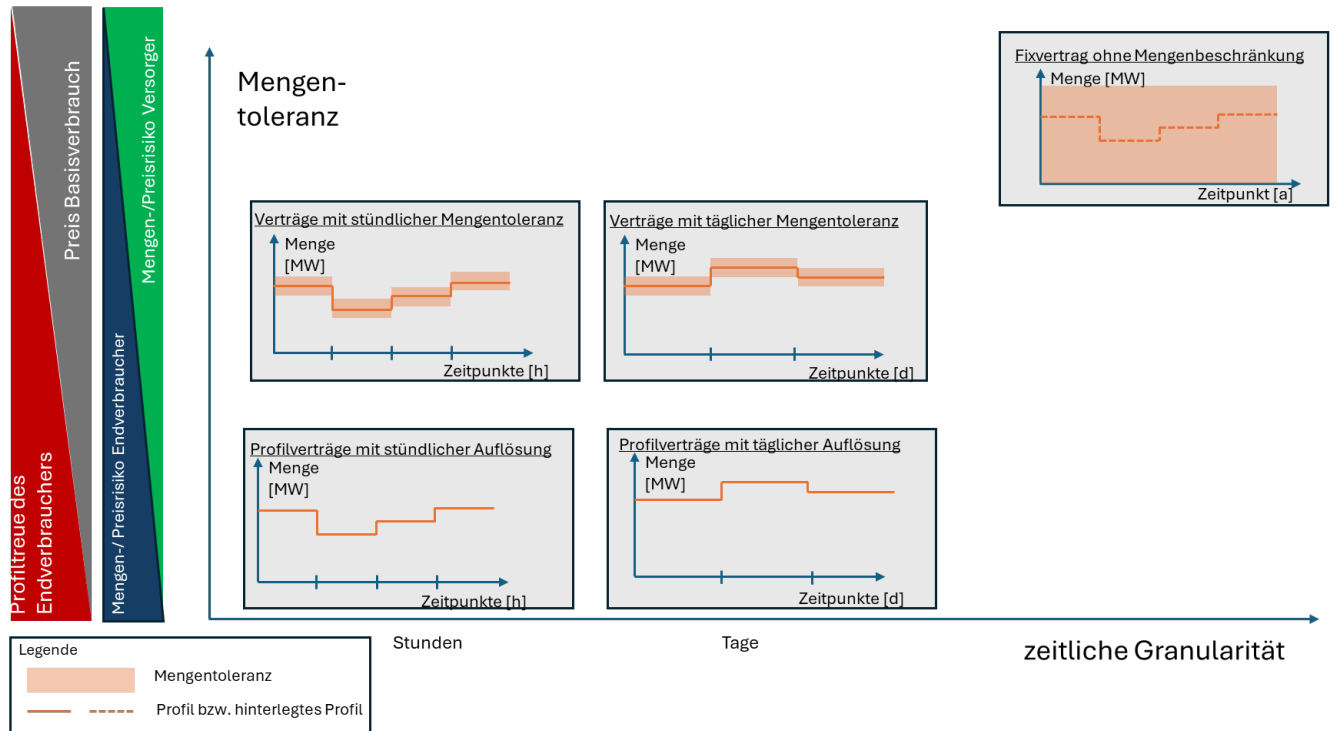 Profiltreue des
Endverbrauchers
Preis Basisverbrauch
Mengen-/ Preisrisiko Endverbraucher
Mengen-/Preisrisiko Versorger
Mengen-
toleranz
Fixvertrag ohne Mengenbeschränkung
Menge [MW]
Zeitpunkt [a]
Verträge mit stündlicher Mengentoleranz
Menge
[MW]
Zeitpunkte [h]
Verträge mit täglicher Mengentoleranz
Menge
[MW]
Zeitpunkte [d]
Profilverträge mit stündlicher Auflösung
Menge
[MW]
Zeitpunkte [h]
Profilverträge mit täglicher Auflösung
Menge
[MW]
Zeitpunkte [d]
Stunden
Tage
zeitliche Granularität
Legende
Mengentoleranz
Profil bzw. hinterlegtes Profil